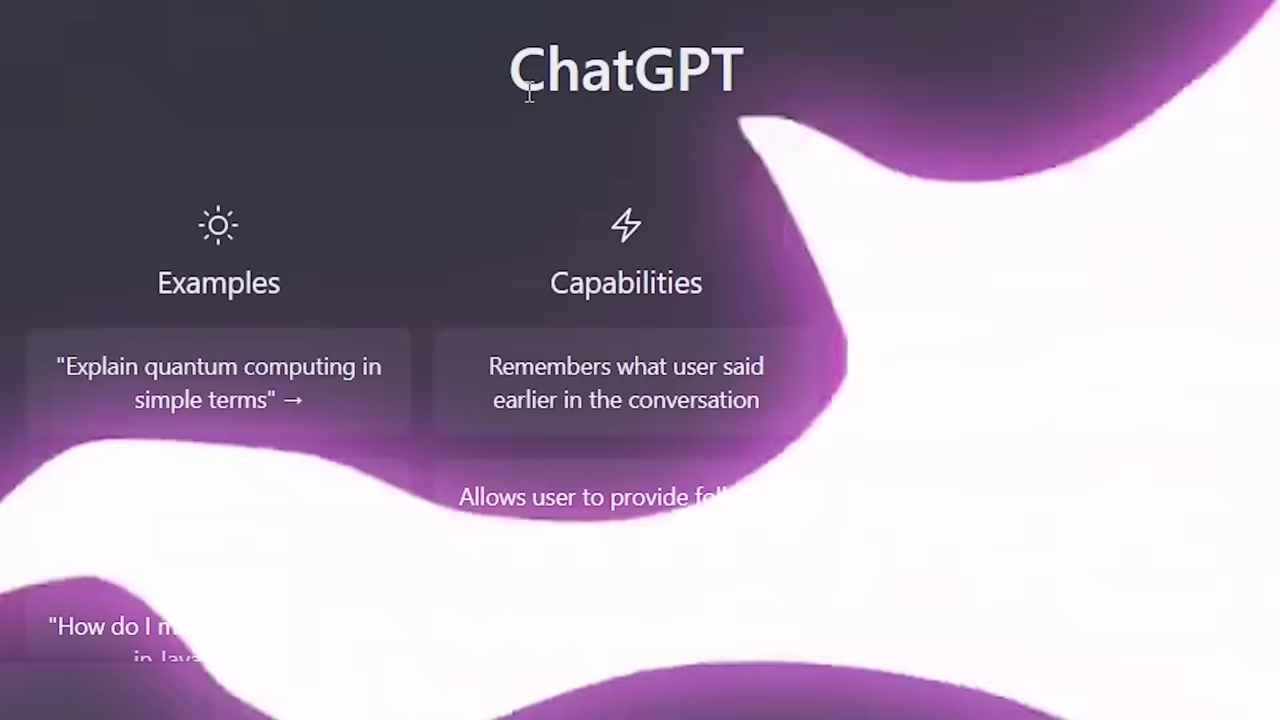 ChatGPT
Examples
Capabilities
"Explain quantum computing in
simple terms" →
Remembers what user said
earlier in the conversation
Allows user to provide
"How do I
in